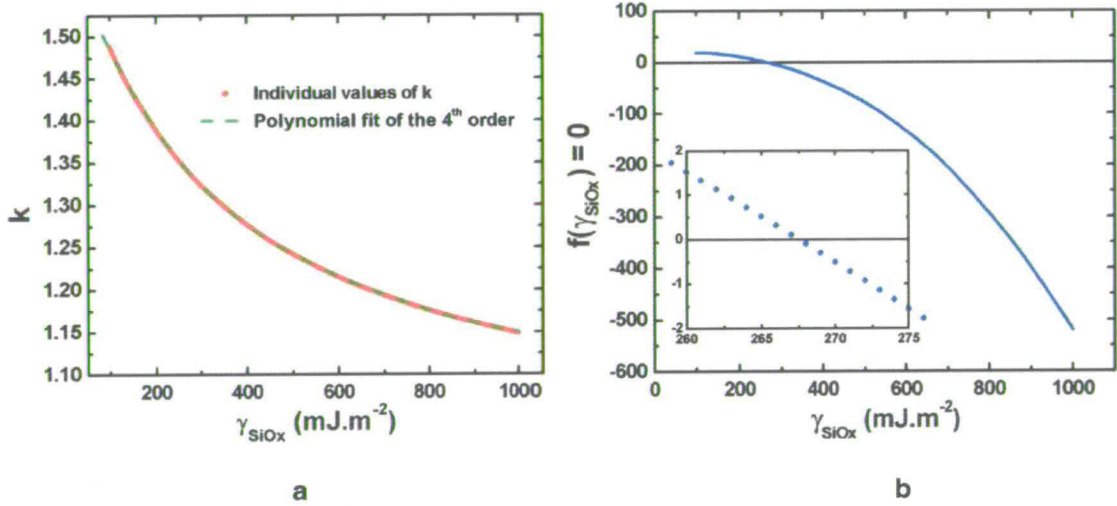 1.50
1.45
1.40
1.35
1.30
1.25
1.20
1.15
1.10
k
Individual values of k
Polynomial fit of the 4th order
200 400 600 800 1000
γSiOx (mJ.m-2)
a
100
0
-100
-200
-300
-400
-500
-600
f(γSiOx) = 0
2
1
0
-1
-2
260 265 270 275
0 200 400 600 800 1000
γSiOx (mJ.m-2)
b